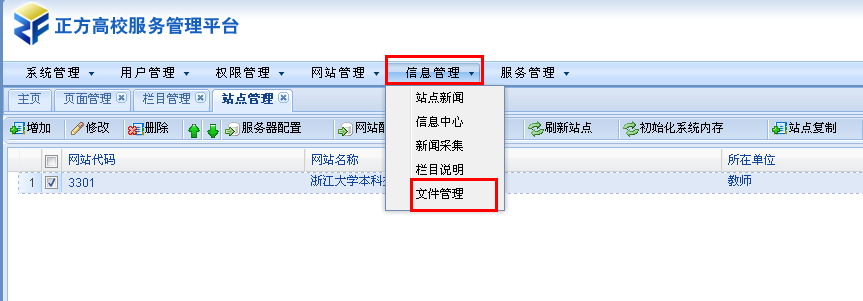 正方高校服务管理平台
系统管理 用户管理 权限管理 网站管理 信息管理 服务管理
主页 页面管理 栏目管理 站点管理
增加 修改 删除 服务器配置 网站 刷新站点 初始化系统内存 站点复制
网站代码 网站名称 所在单位
1 3301 浙江大学本科 教师
站点新闻
信息中心
新闻采集
栏目说明
文件管理